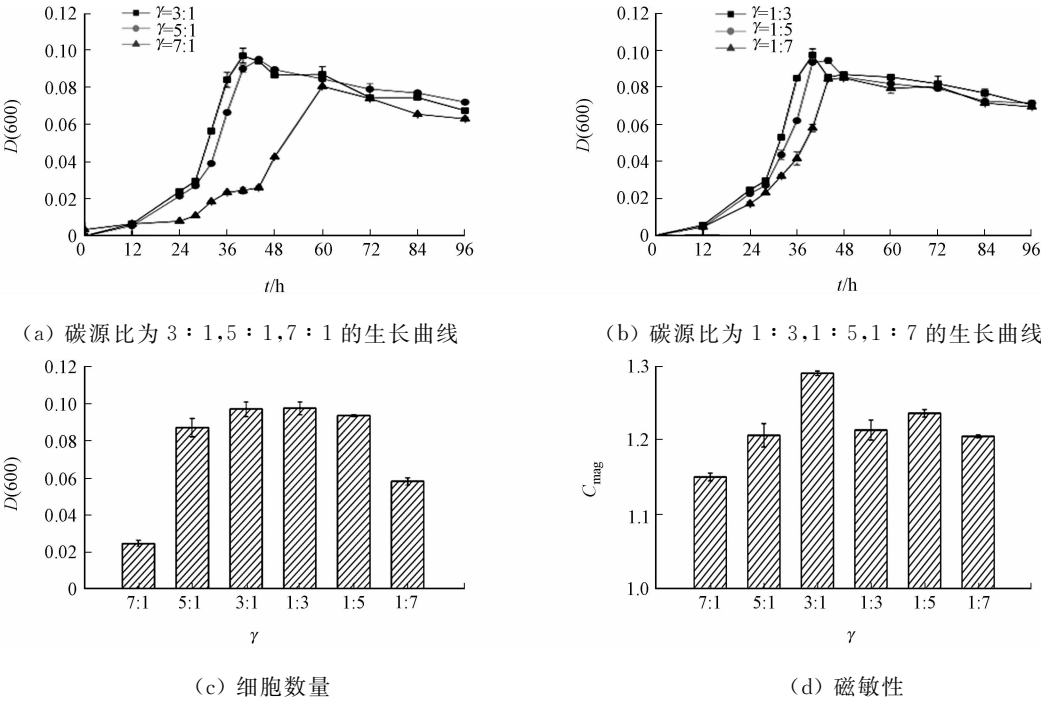 0.12
0.10
0.08
0.06
0.04
0.02
0
D(600)
γ=3:1
γ=5:1
γ=7:1
0 12 24 36 48 60 72 84 96
t/h
(a) 碳源比为 3∶1,5∶1,7∶1 的生长曲线
0.12
0.10
0.08
0.06
0.04
0.02
0
D(600)
γ=1:3
γ=1:5
γ=1:7
0 12 24 36 48 60 72 84 96
t/h
(b) 碳源比为 1∶3,1∶5,1∶7 的生长曲线
0.12
0.10
0.08
0.06
0.04
0.02
0
D(600)
7:1 5:1 3:1 1:3 1:5 1:7
γ
(c) 细胞数量
1.3
1.2
1.1
1.0
Cmag
7:1 5:1 3:1 1:3 1:5 1:7
γ
(d) 磁敏性